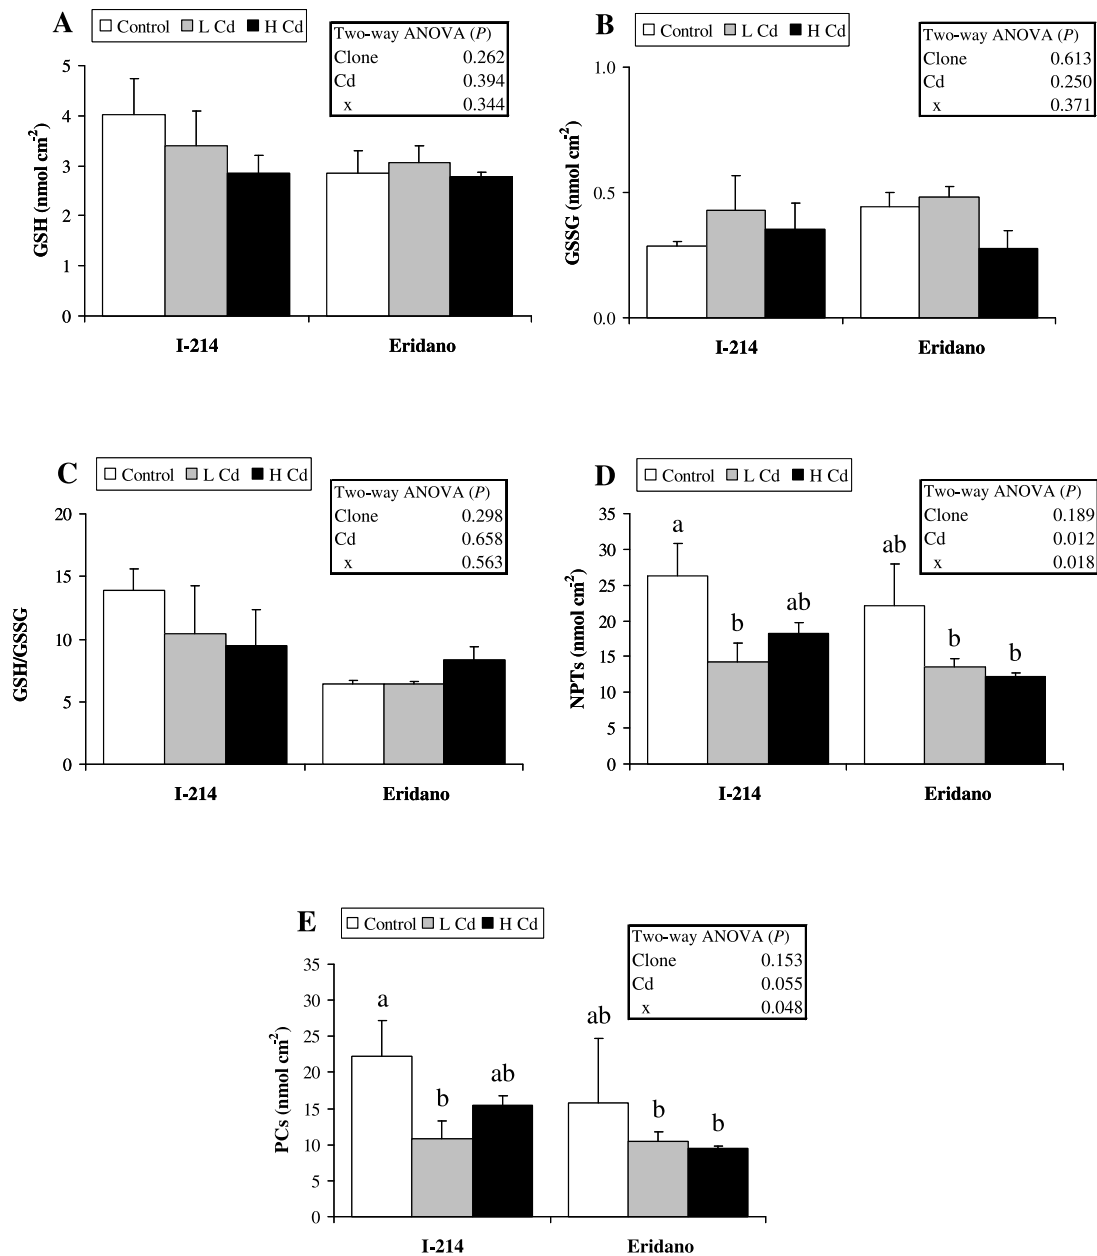 A
Control L Cd H Cd
Two-way ANOVA (P)
Clone 0.262
Cd 0.394
x 0.344
GSH (nmol cm⁻²)
5
4
3
2
1
0
I-214 Eridano
B
Control L Cd H Cd
Two-way ANOVA (P)
Clone 0.613
Cd 0.250
x 0.371
GSSG (nmol cm⁻²)
1.0
0.5
0.0
I-214 Eridano
C
Control L Cd H Cd
Two-way ANOVA (P)
Clone 0.298
Cd 0.658
x 0.563
GSH/GSSG
20
15
10
5
0
I-214 Eridano
D
Control L Cd H Cd
Two-way ANOVA (P)
Clone 0.189
Cd 0.012
x 0.018
NPTs (nmol cm⁻²)
35
30
25
20
15
10
5
0
a b ab ab b b
I-214 Eridano
E
Control L Cd H Cd
Two-way ANOVA (P)
Clone 0.153
Cd 0.055
x 0.048
PCs (nmol cm⁻²)
35
30
25
20
15
10
5
0
a b ab ab b b
I-214 Eridano